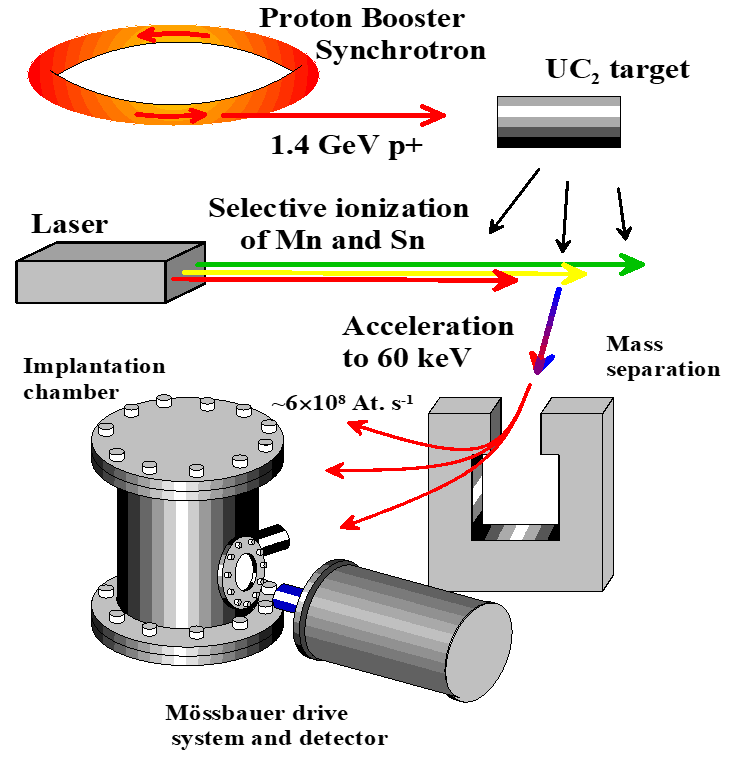 Proton Booster
Synchrotron
UC₂ target
1.4 GeV p+
Laser
Selective ionization
of Mn and Sn
Acceleration
to 60 keV
Mass
separation
Implantation
chamber
~6×10⁸ At. s⁻¹
Mössbauer drive
system and detector